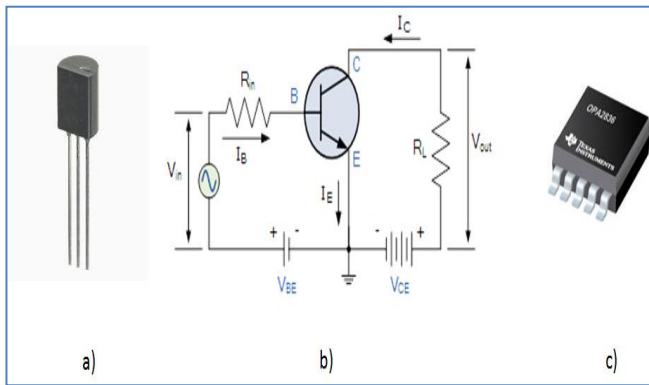 I_C
C
R_in
B
V_in
I_B
R_L
V_out
E
I_E
+ -
- +
V_BE
V_CE
OPA2836
TEXAS
INSTRUMENTS
a)
b)
c)